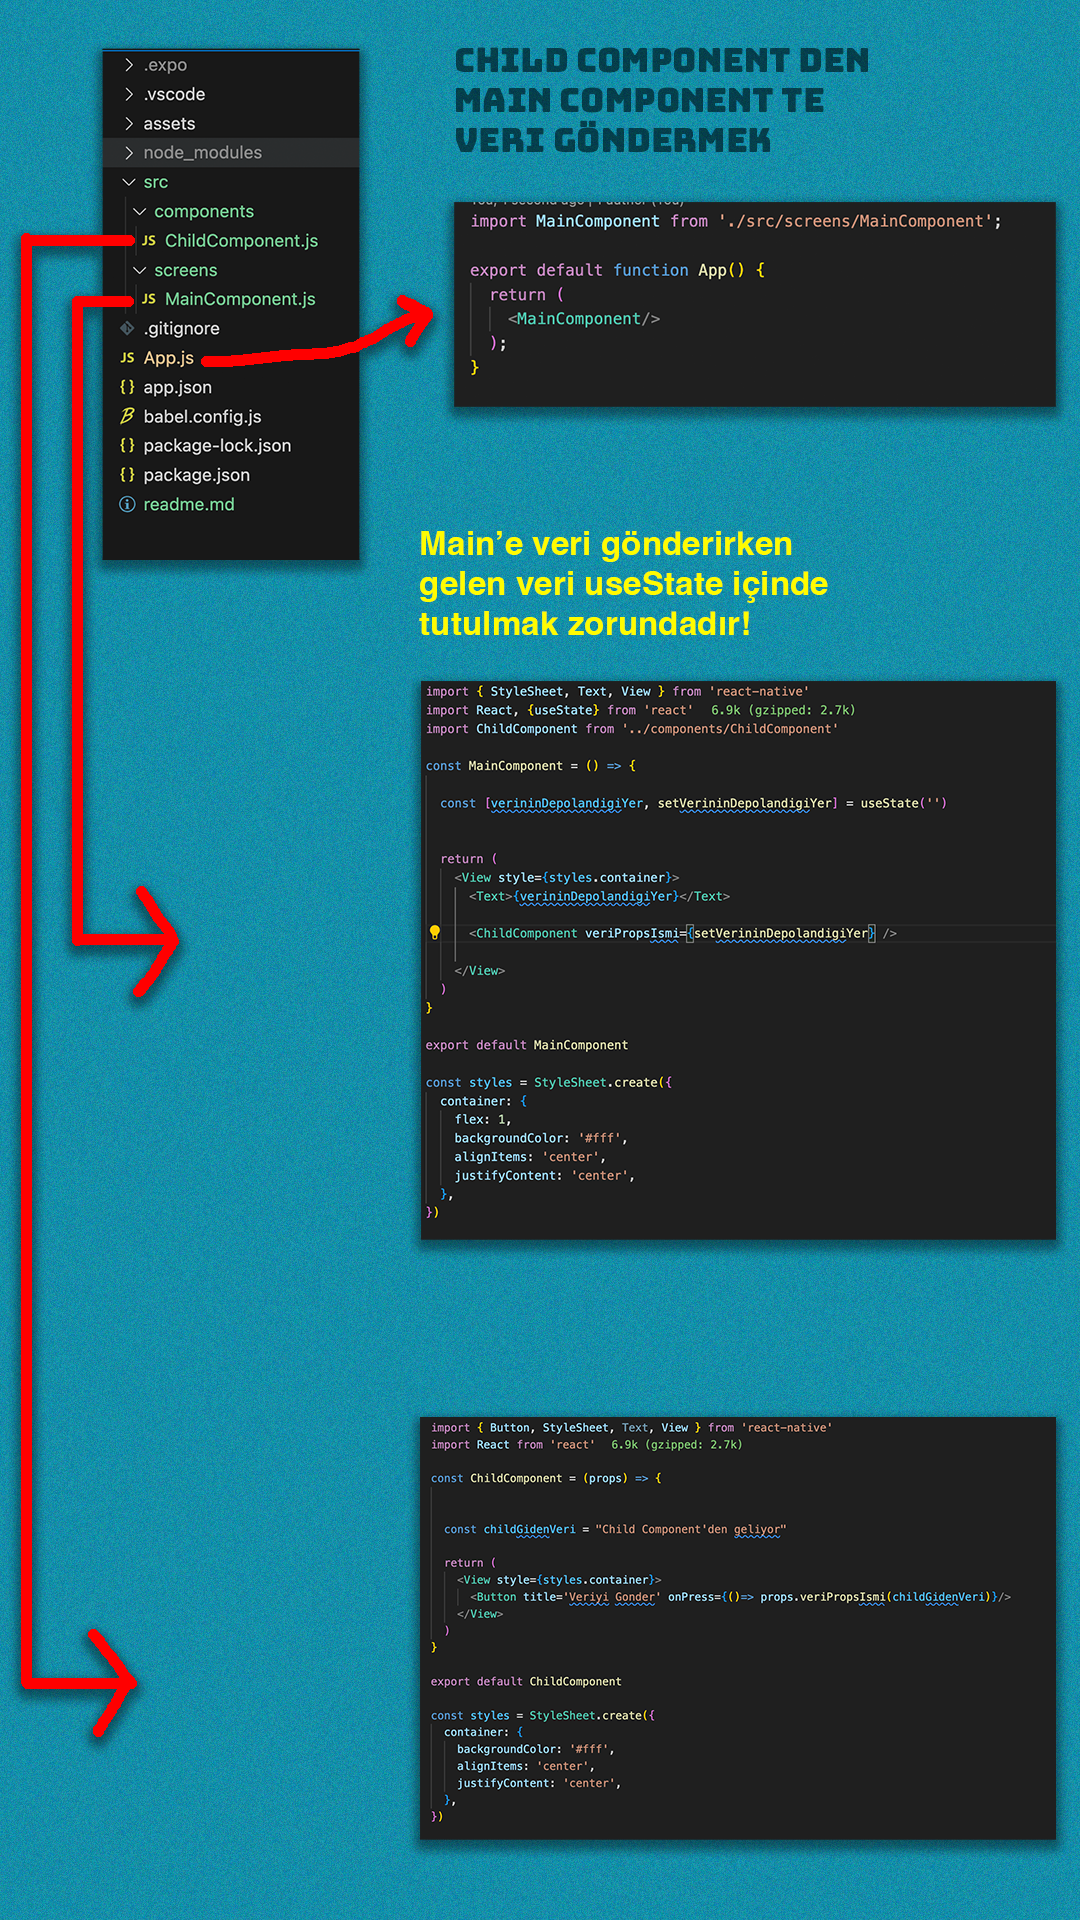 .expo
.vscode
assets
node_modules
src
components
JS ChildComponent.js
screens
JS MainComponent.js
.gitignore
JS App.js
{} app.json
babel.config.js
{} package-lock.json
{} package.json
readme.md
CHILD COMPONENT DEN
MAIN COMPONENT TE
VERI GÖNDERMEK
import MainComponent from './src/screens/MainComponent';
export default function App() {
return (
<MainComponent/>
);
}
Main’e veri gönderirken
gelen veri useState içinde
tutulmak zorundadır!
import { StyleSheet, Text, View } from 'react-native'
import React, {useState} from 'react' 6.9k (gzipped: 2.7k)
import ChildComponent from '../components/ChildComponent'
const MainComponent = () => {
const [verininDepolandigiYer, setVerininDepolandigiYer] = useState('')
return (
<View style={styles.container}>
<Text>{verininDepolandigiYer}</Text>
<ChildComponent veriPropsIsmi={setVerininDepolandigiYer} />
</View>
)
}
export default MainComponent
const styles = StyleSheet.create({
container: {
flex: 1,
backgroundColor: '#fff',
alignItems: 'center',
justifyContent: 'center',
},
})
import { Button, StyleSheet, Text, View } from 'react-native'
import React from 'react' 6.9k (gzipped: 2.7k)
const ChildComponent = (props) => {
const childGidenVeri = "Child Component'den geliyor"
return (
<View style={styles.container}>
<Button title='Veriyi Gonder' onPress={()=> props.veriPropsIsmi(childGidenVeri)}/>
</View>
)
}
export default ChildComponent
const styles = StyleSheet.create({
container: {
backgroundColor: '#fff',
alignItems: 'center',
justifyContent: 'center',
},
})